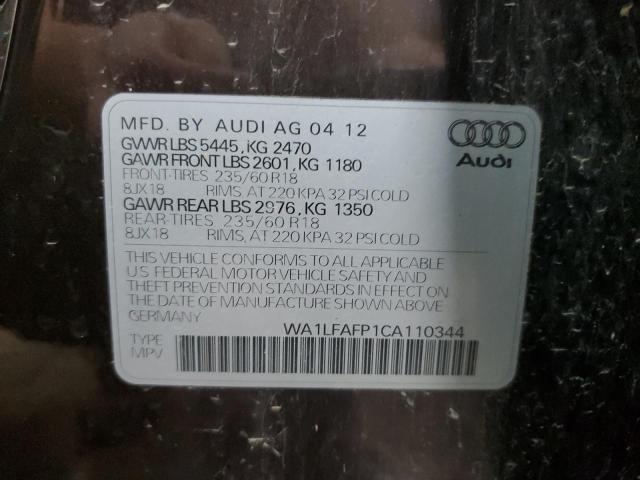 MFD. BY AUDI AG 04 12
GVWR LBS 5445, KG 2470
GAWR FRONT LBS 2601, KG 1180
FRONT-TIRES 235/60 R18
8JX18 RIMS, AT 220 KPA 32 PSI COLD
GAWR REAR LBS 2976, KG 1350
REAR-TIRES 235/60 R18
8JX18 RIMS, AT 220 KPA 32 PSI COLD
Audi
THIS VEHICLE CONFORMS TO ALL APPLICABLE
U S FEDERAL MOTOR VEHICLE SAFETY AND
THEFT PREVENTION STANDARDS IN EFFECT ON
THE DATE OF MANUFACTURE SHOWN ABOVE
GERMANY
WA1LFAFP1CA110344
TYPE
MPV